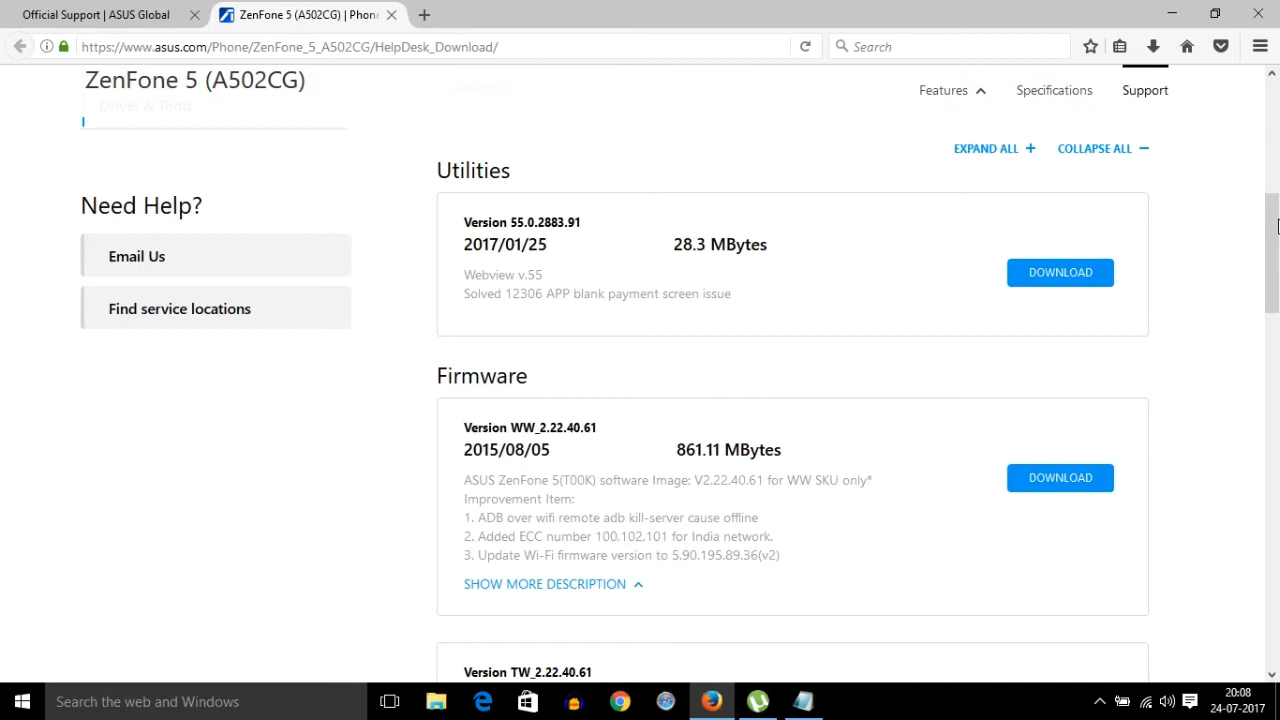 Official Support | ASUS Global
ZenFone 5 (A502CG) | Phone
https://www.asus.com/Phone/ZenFone_5_A502CG/HelpDesk_Download/
Search
ZenFone 5 (A502CG)
Driver & Tools
Features
Specifications
Support
EXPAND ALL +
COLLAPSE ALL −
Need Help?
Email Us
Find service locations
Utilities
Version 55.0.2883.91
2017/01/25 28.3 MBytes
Webview v.55
Solved 12306 APP blank payment screen issue
DOWNLOAD
Firmware
Version WW_2.22.40.61
2015/08/05 861.11 MBytes
ASUS ZenFone 5(T00K) software Image: V2.22.40.61 for WW SKU only*
Improvement Item:
1. ADB over wifi remote adb kill-server cause offline
2. Added ECC number 100,102,101 for India network.
3. Update Wi-Fi firmware version to 5.90.195.89.36(v2)
SHOW MORE DESCRIPTION
DOWNLOAD
Version TW_2.22.40.61
Search the web and Windows
20:08
24-07-2017